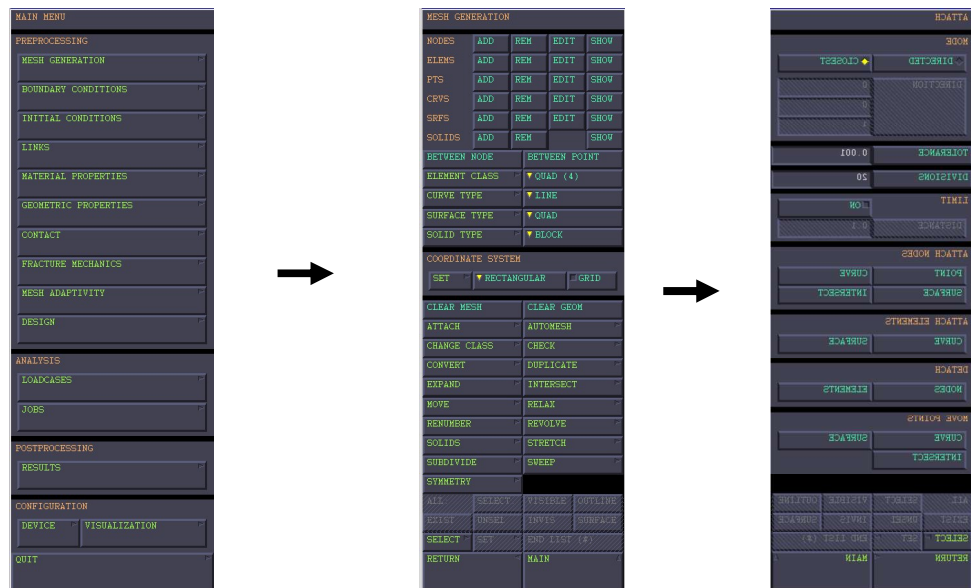 MAIN MENU
PREPROCESSING
MESH GENERATION
BOUNDARY CONDITIONS
INITIAL CONDITIONS
LINKS
MATERIAL PROPERTIES
GEOMETRIC PROPERTIES
CONTACT
FRACTURE MECHANICS
MESH ADAPTIVITY
DESIGN
ANALYSIS
LOADCASES
JOBS
POSTPROCESSING
RESULTS
CONFIGURATION
DEVICE VISUALIZATION
QUIT
MESH GENERATION
NODES ADD REM EDIT SHOW
ELEMS ADD REM EDIT SHOW
PTS ADD REM EDIT SHOW
CRVS ADD REM EDIT SHOW
SRFS ADD REM EDIT SHOW
SOLIDS ADD REM SHOW
BETWEEN NODE BETWEEN POINT
ELEMENT CLASS QUAD (4)
CURVE TYPE LINE
SURFACE TYPE QUAD
SOLID TYPE BLOCK
COORDINATE SYSTEM
SET RECTANGULAR GRID
CLEAR MESH CLEAR GEOM
ATTACH AUTOMESH
CHANGE CLASS CHECK
CONVERT DUPLICATE
EXPAND INTERSECT
MOVE RELAX
RENUMBER REVOLVE
SOLIDS STRETCH
SUBDIVIDE SWEEP
SYMMETRY
ALL SELECT VISIBLE OUTLINE
EXIST UNSEL INVIS SURFACE
SELECT SET END LIST (#)
RETURN MAIN
ATTACH
MODE
DIRECTED CLOSEST
DIRECTION 0
0
1
TOLERANCE 0.001
DIVISIONS 20
LIMIT
ON
DISTANCE 0.1
ATTACH NODES
POINT CURVE
SURFACE INTERSECT
ATTACH ELEMENTS
CURVE SURFACE
DETACH
NODES ELEMENTS
MOVE POINTS
CURVE SURFACE
INTERSECT
ALL SELECT VISIBLE OUTLINE
EXIST UNSEL INVIS SURFACE
SELECT SET END LIST (#)
RETURN MAIN